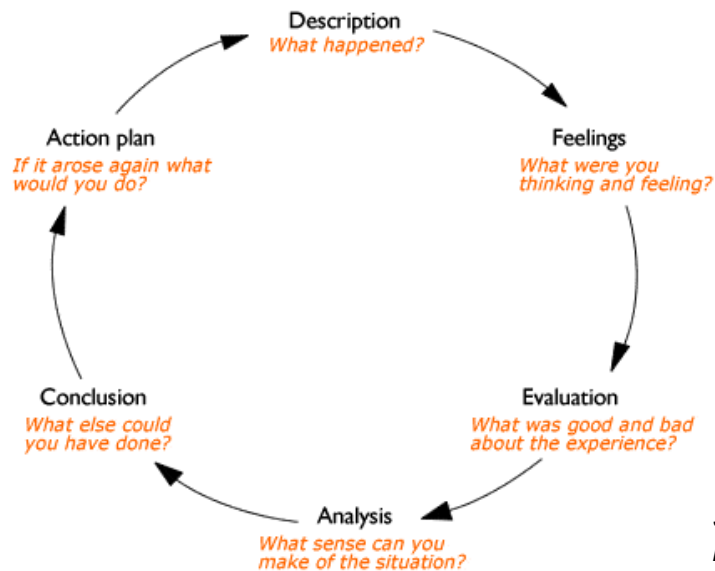 Description
What happened?
Feelings
What were you
thinking and feeling?
Evaluation
What was good and bad
about the experience?
Analysis
What sense can you
make of the situation?
Conclusion
What else could
you have done?
Action plan
If it arose again what
would you do?